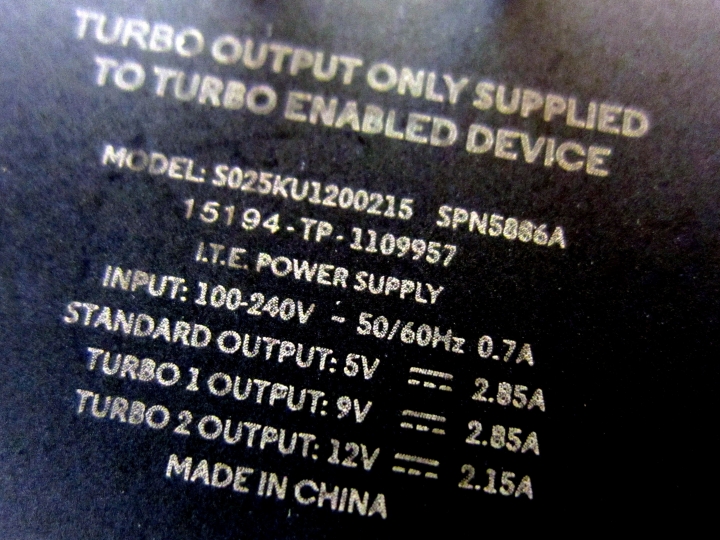 TURBO OUTPUT ONLY SUPPLIED
TO TURBO ENABLED DEVICE
MODEL: S025KU1200215 SPN5886A
15194-TP-1109957
I.T.E. POWER SUPPLY
INPUT: 100-240V ~ 50/60Hz 0.7A
STANDARD OUTPUT: 5V ⎓ 2.85A
TURBO 1 OUTPUT: 9V ⎓ 2.85A
TURBO 2 OUTPUT: 12V ⎓ 2.15A
MADE IN CHINA